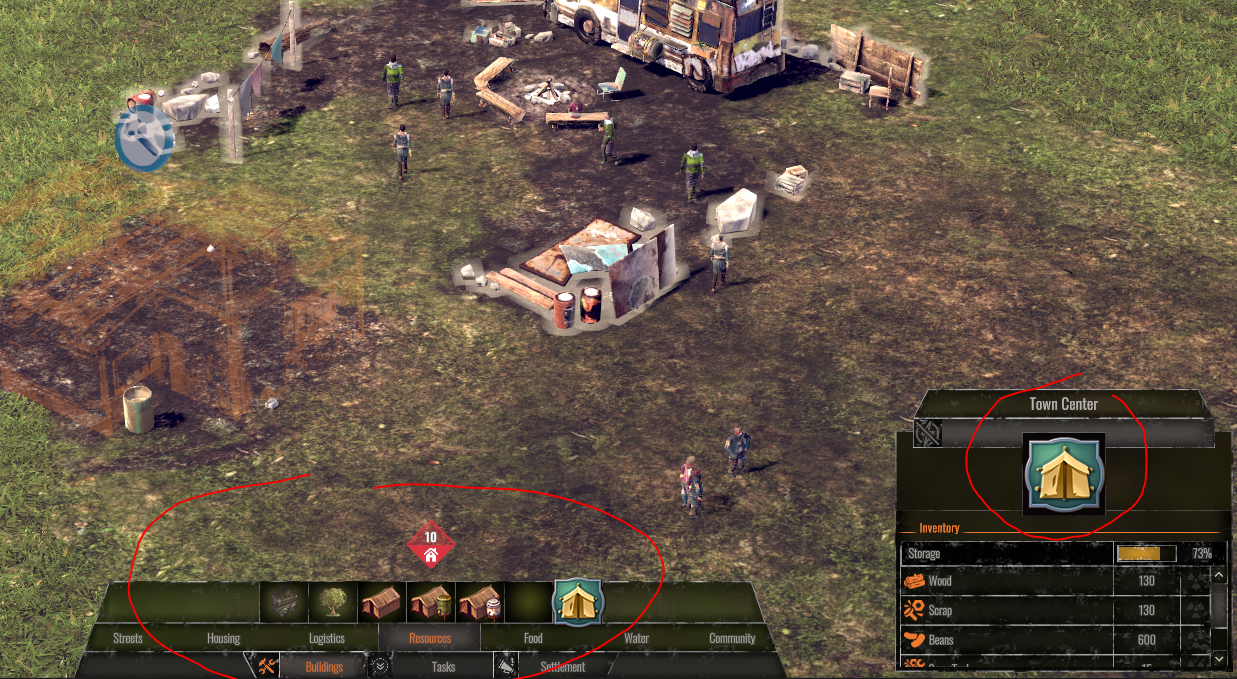 Town Center
Inventory
Storage 73%
Wood 130
Scrap 130
Beans 600
10
Streets Housing Logistics Resources Food Water Community
Buildings Tasks Settlement